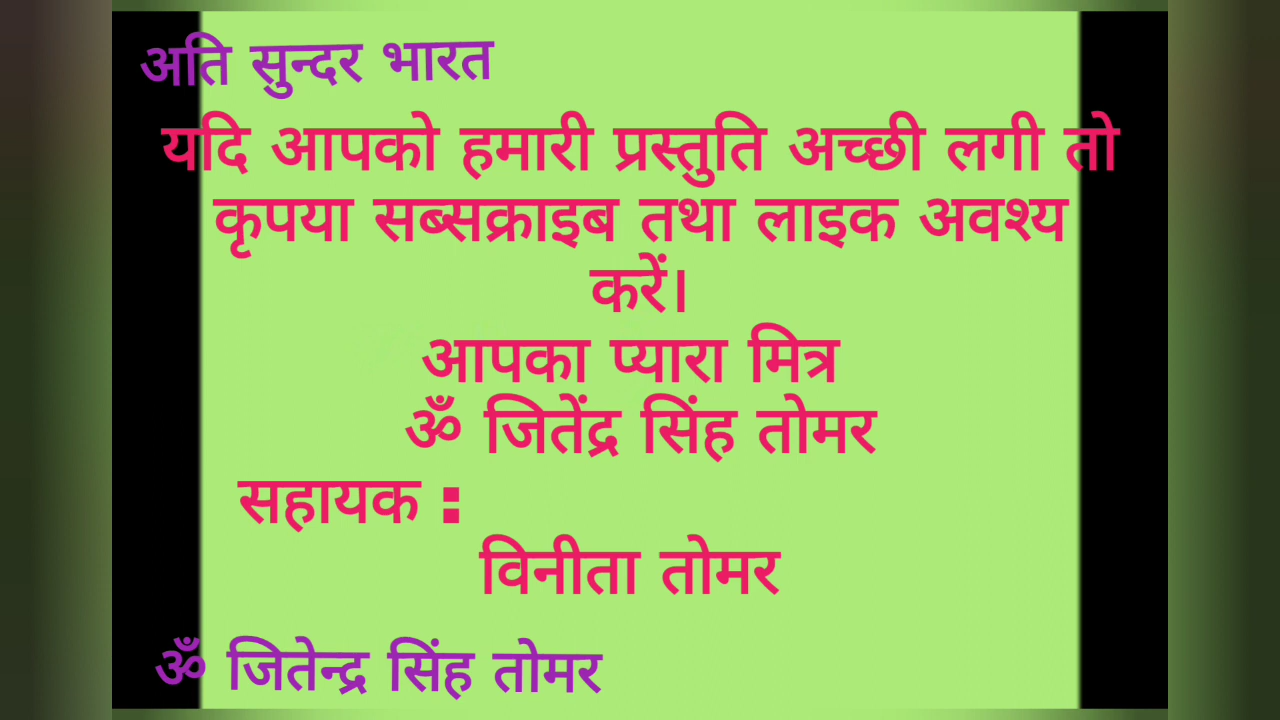 अति सुन्दर भारत
यदि आपको हमारी प्रस्तुति अच्छी लगी तो
कृपया सब्सक्राइब तथा लाइक अवश्य
करें।
आपका प्यारा मित्र
ॐ जितेंद्र सिंह तोमर
सहायक :
विनीता तोमर
ॐ जितेन्द्र सिंह तोमर